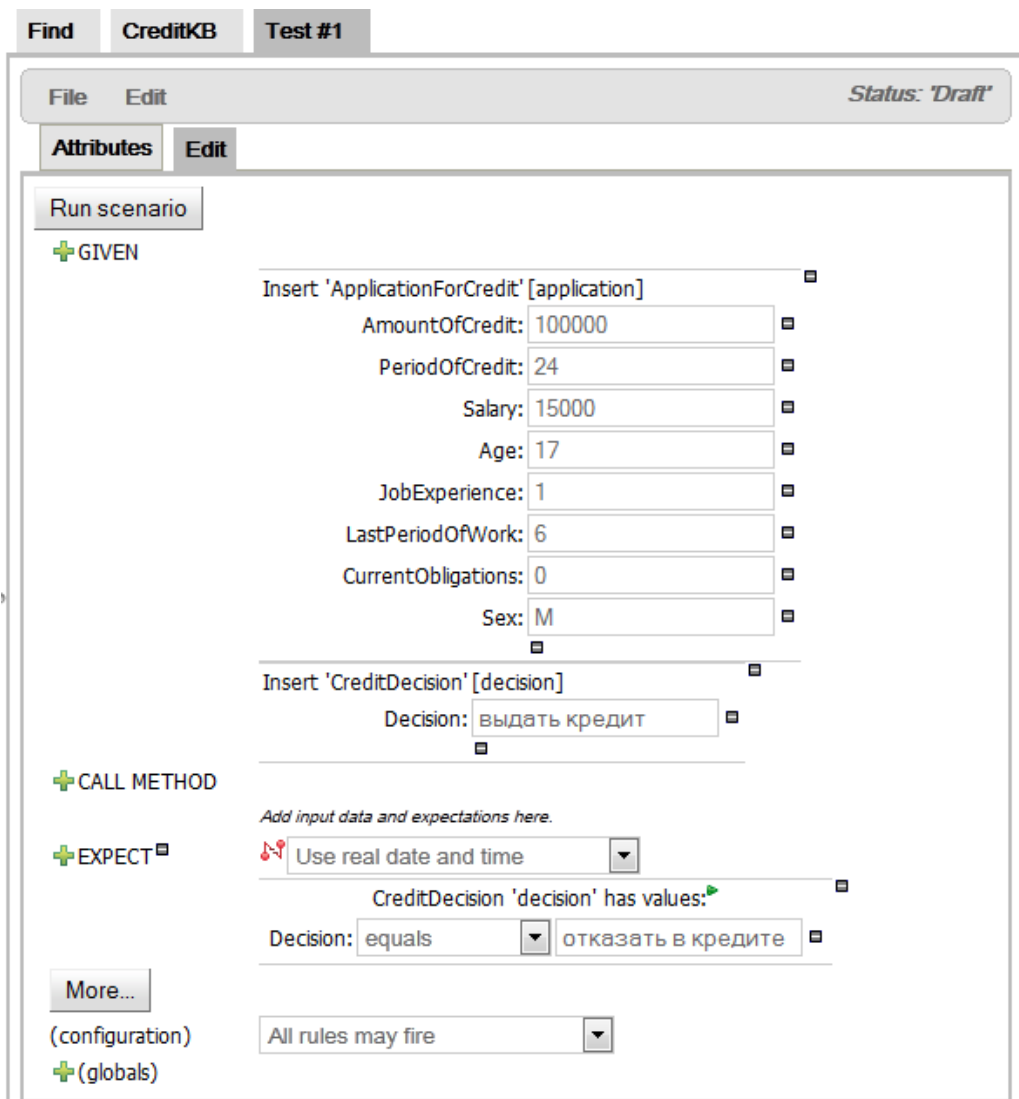 Find CreditKB Test #1
File Edit Status: 'Draft'
Attributes Edit
Run scenario
GIVEN
Insert 'ApplicationForCredit' [application]
AmountOfCredit: 100000
PeriodOfCredit: 24
Salary: 15000
Age: 17
JobExperience: 1
LastPeriodOfWork: 6
CurrentObligations: 0
Sex: M
Insert 'CreditDecision' [decision]
Decision: выдать кредит
CALL METHOD
Add input data and expectations here.
EXPECT Use real date and time
CreditDecision 'decision' has values:
Decision: equals отказать в кредите
More...
(configuration) All rules may fire
(globals)